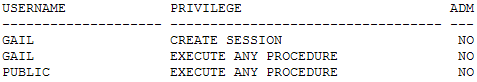 USERNAME             PRIVILEGE                                ADM
-------------------- ---------------------------------------- ---
GAIL                 CREATE SESSION                           NO
GAIL                 EXECUTE ANY PROCEDURE                    NO
PUBLIC               EXECUTE ANY PROCEDURE                    NO